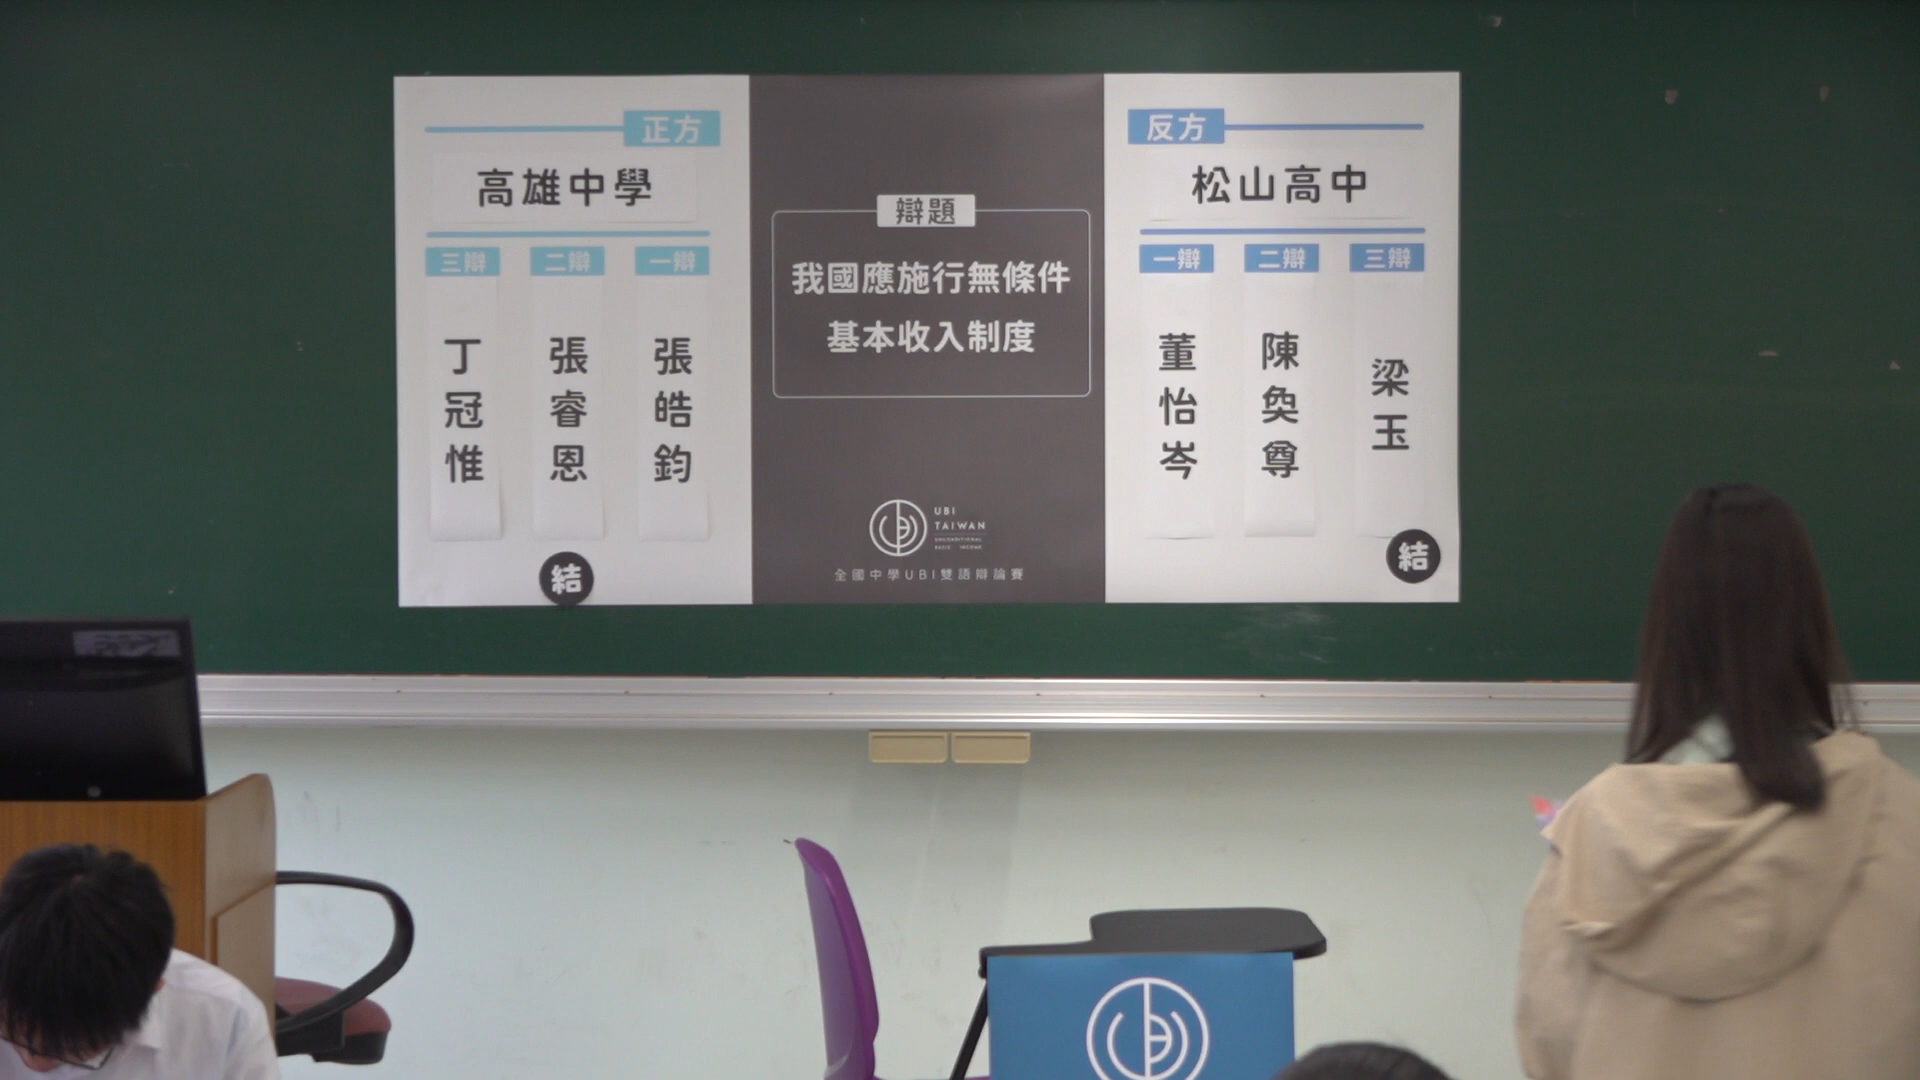 正方
高雄中學
三辯 二辯 一辯
丁冠惟
張睿恩
張皓鈞
結
辯題
我國應施行無條件
基本收入制度
UBI
TAIWAN
UNCONDITIONAL
BASIC INCOME
全國中學UBI雙語辯論賽
反方
松山高中
一辯 二辯 三辯
董怡岑
陳奐尊
梁玉
結